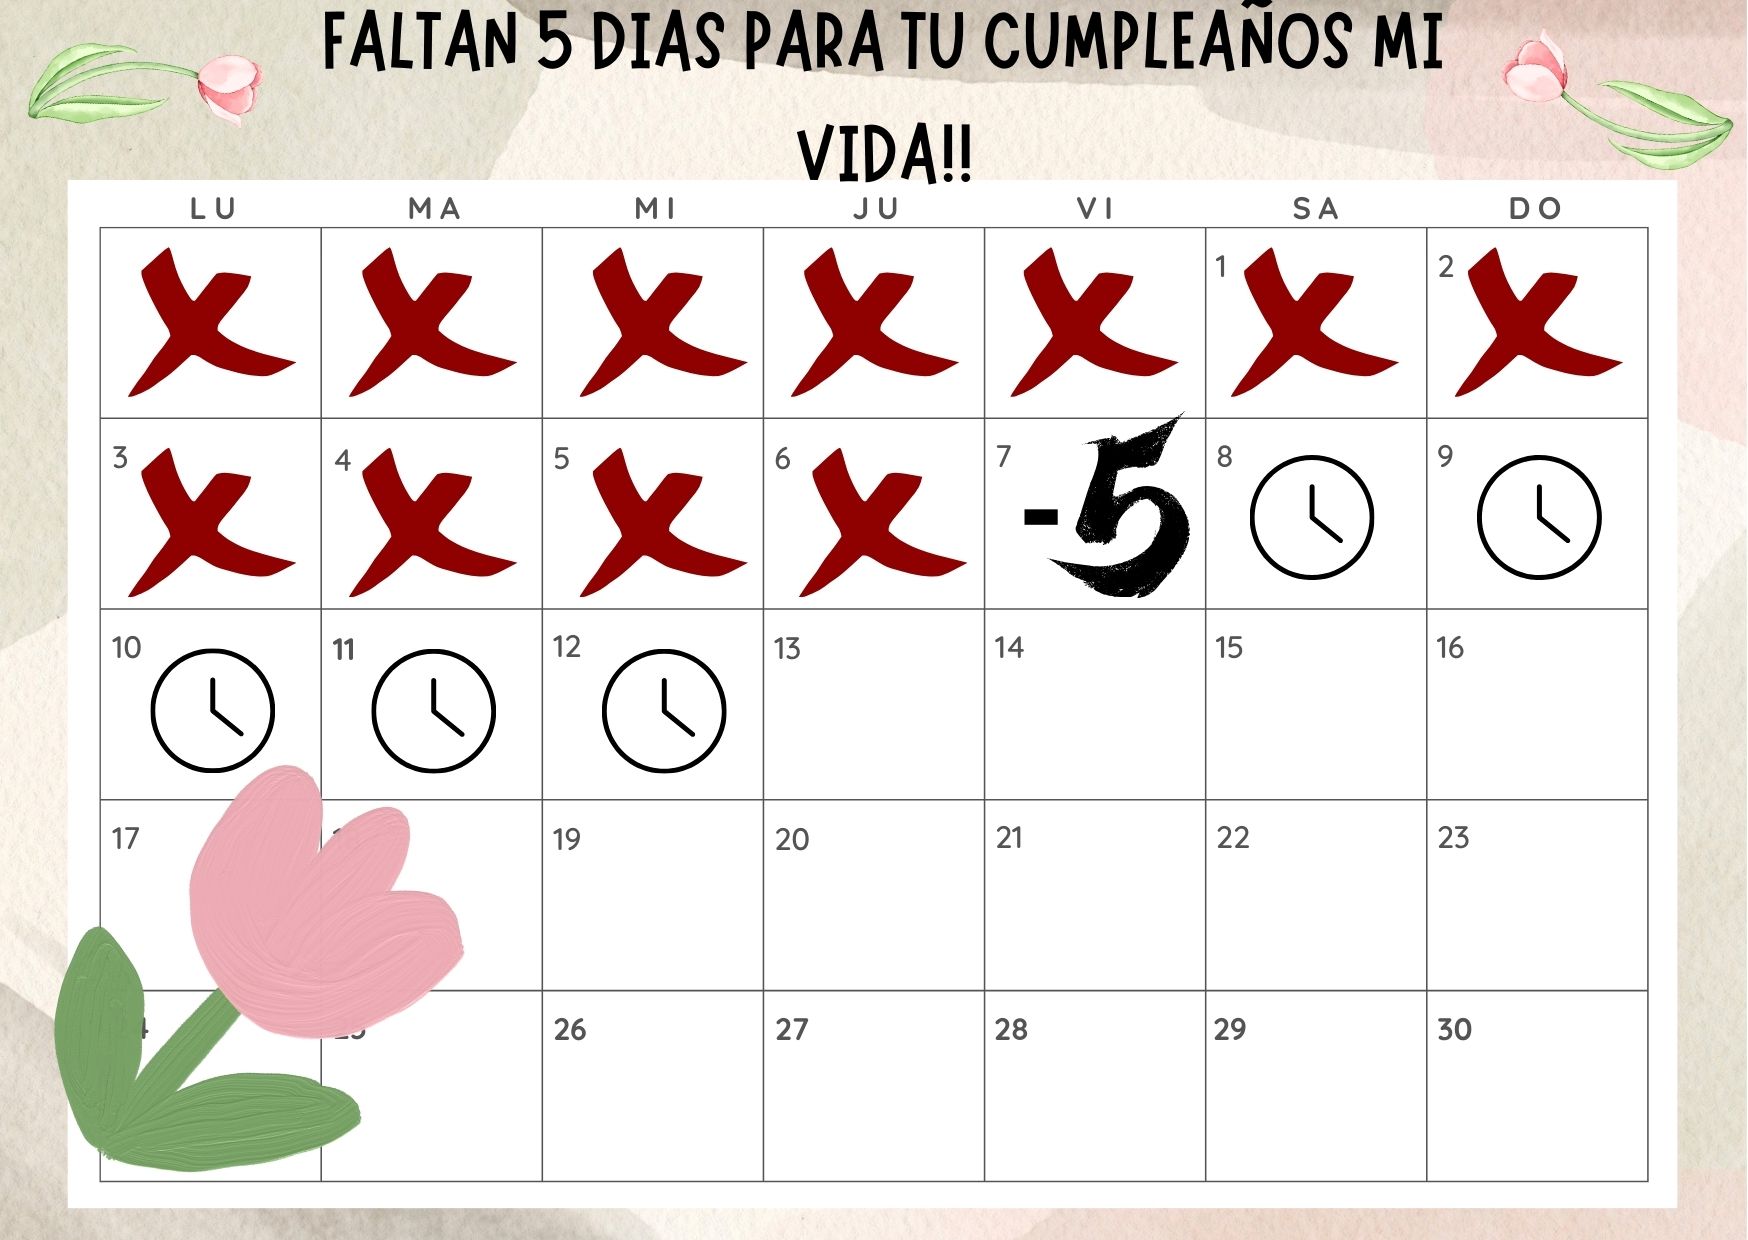 FALTAN 5 DIAS PARA TU CUMPLEAÑOS MI
VIDA!!
LU MA MI JU VI SA DO
1 2
3 4 5 6 7 8 9
-5
10 11 12 13 14 15 16
17 19 20 21 22 23
26 27 28 29 30